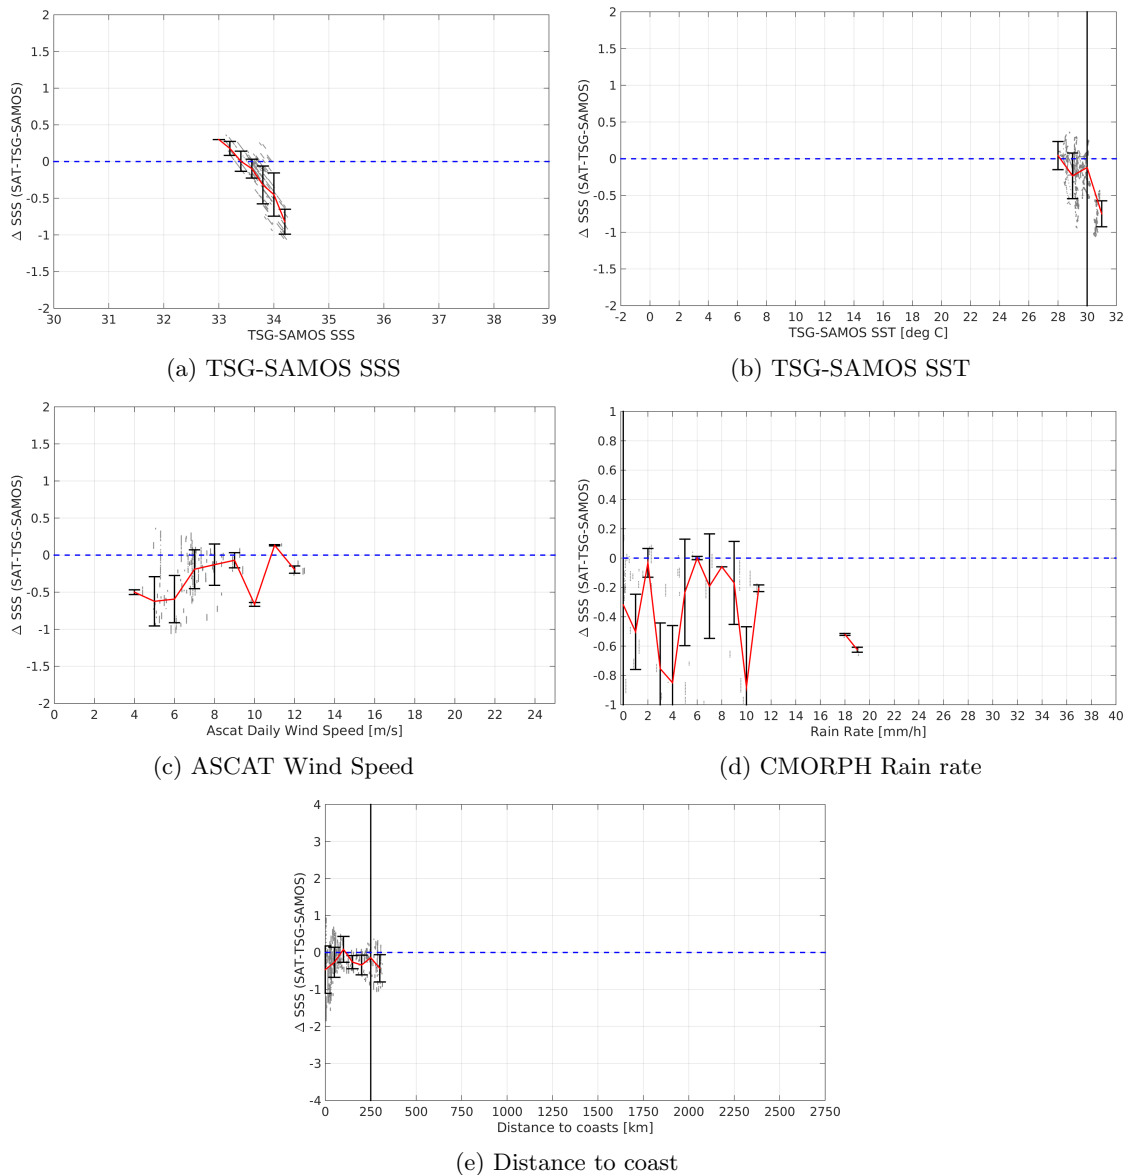 2
1.5
1
0.5
0
-0.5
-1
-1.5
-2
Δ SSS (SAT-TSG-SAMOS)
30 31 32 33 34 35 36 37 38 39
TSG-SAMOS SSS
(a) TSG-SAMOS SSS
2
1.5
1
0.5
0
-0.5
-1
-1.5
-2
Δ SSS (SAT-TSG-SAMOS)
-2 0 2 4 6 8 10 12 14 16 18 20 22 24 26 28 30 32
TSG-SAMOS SST [deg C]
(b) TSG-SAMOS SST
2
1.5
1
0.5
0
-0.5
-1
-1.5
-2
Δ SSS (SAT-TSG-SAMOS)
0 2 4 6 8 10 12 14 16 18 20 22 24
Ascat Daily Wind Speed [m/s]
(c) ASCAT Wind Speed
1
0.8
0.6
0.4
0.2
0
-0.2
-0.4
-0.6
-0.8
-1
Δ SSS (SAT-TSG-SAMOS)
0 2 4 6 8 10 12 14 16 18 20 22 24 26 28 30 32 34 36 38 40
Rain Rate [mm/h]
(d) CMORPH Rain rate
4
3
2
1
0
-1
-2
-3
-4
Δ SSS (SAT-TSG-SAMOS)
0 250 500 750 1000 1250 1500 1750 2000 2250 2500 2750
Distance to coasts [km]
(e) Distance to coast